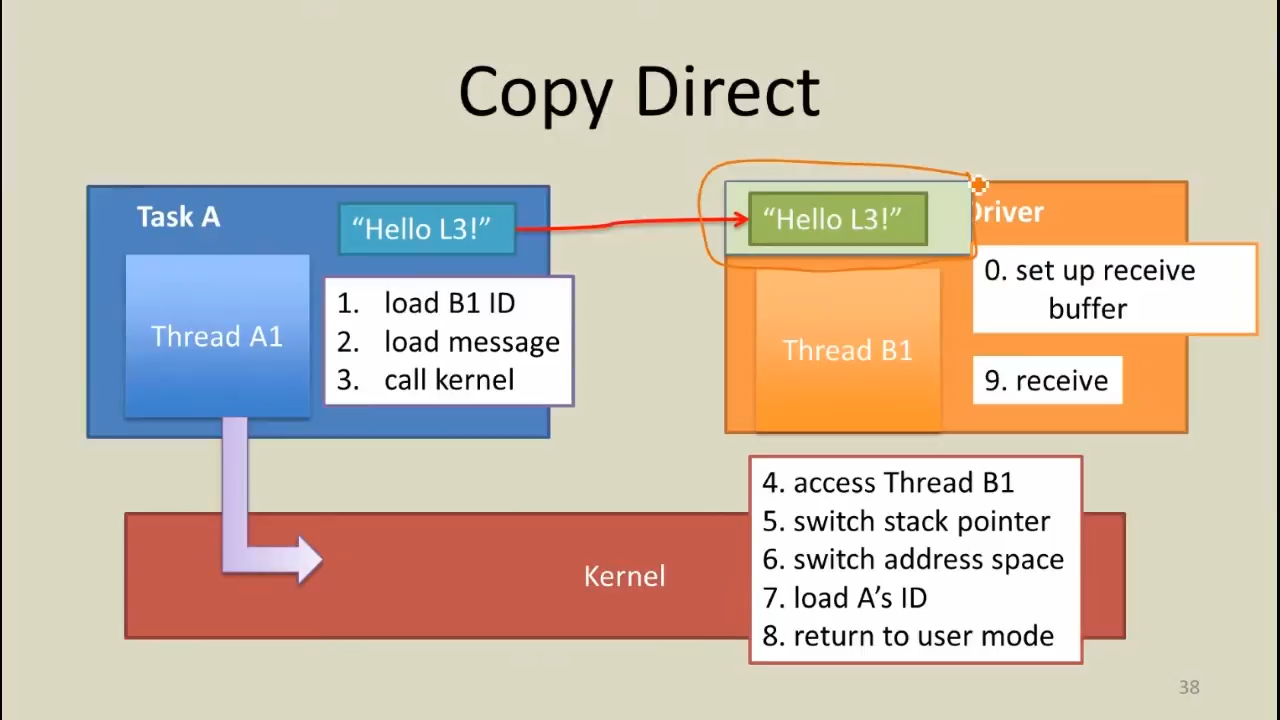 Copy Direct
Task A
"Hello L3!"
Thread A1
1. load B1 ID
2. load message
3. call kernel
"Hello L3!"
Driver
0. set up receive
buffer
Thread B1
9. receive
4. access Thread B1
5. switch stack pointer
6. switch address space
7. load A's ID
8. return to user mode
Kernel
38